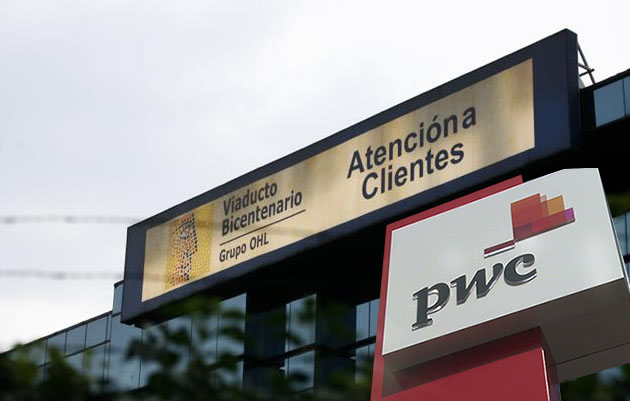 Viaducto
Bicentenario
Grupo OHL
Atención a
Clientes
pwc